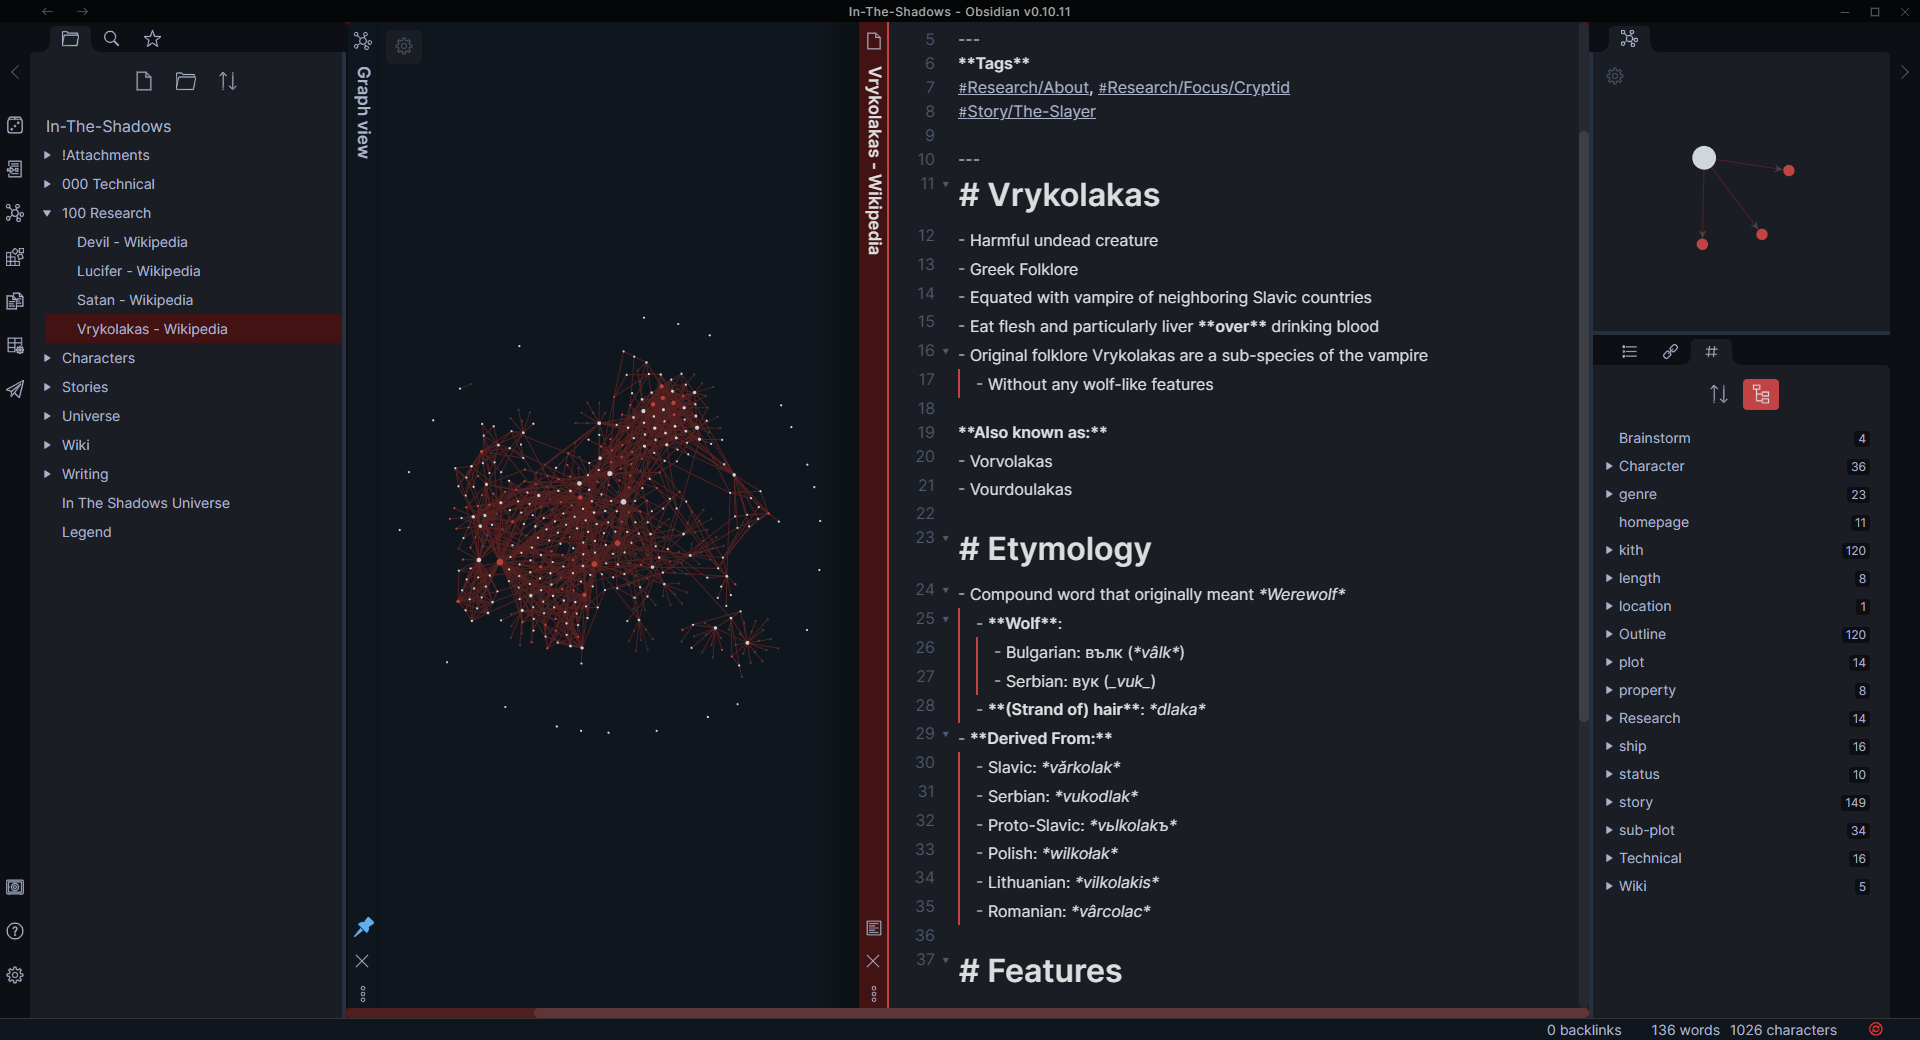 In-The-Shadows - Obsidian v0.10.11
In-The-Shadows
!Attachments
000 Technical
100 Research
Devil - Wikipedia
Lucifer - Wikipedia
Satan - Wikipedia
Vrykolakas - Wikipedia
Characters
Stories
Universe
Wiki
Writing
In The Shadows Universe
Legend
Graph view
Vrykolakas - Wikipedia
5 ---
6 **Tags**
7 #Research/About, #Research/Focus/Cryptid
8 #Story/The-Slayer
9
10 ---
11 # Vrykolakas
12 - Harmful undead creature
13 - Greek Folklore
14 - Equated with vampire of neighboring Slavic countries
15 - Eat flesh and particularly liver **over** drinking blood
16 - Original folklore Vrykolakas are a sub-species of the vampire
17 - Without any wolf-like features
18
19 **Also known as:**
20 - Vorvolakas
21 - Vourdoulakas
22
23 # Etymology
24 - Compound word that originally meant *Werewolf*
25 - **Wolf**:
26 - Bulgarian: вълк (*vâlk*)
27 - Serbian: вук (_vuk_)
28 - **(Strand of) hair**: *dlaka*
29 - **Derived From:**
30 - Slavic: *vărkolak*
31 - Serbian: *vukodlak*
32 - Proto-Slavic: *vьlkolakъ*
33 - Polish: *wilkołak*
34 - Lithuanian: *vilkolakis*
35 - Romanian: *vârcolac*
36
37 # Features
Brainstorm 4
Character 36
genre 23
homepage 11
kith 120
length 8
location 1
Outline 120
plot 14
property 8
Research 14
ship 16
status 10
story 149
sub-plot 34
Technical 16
Wiki 5
0 backlinks 136 words 1026 characters